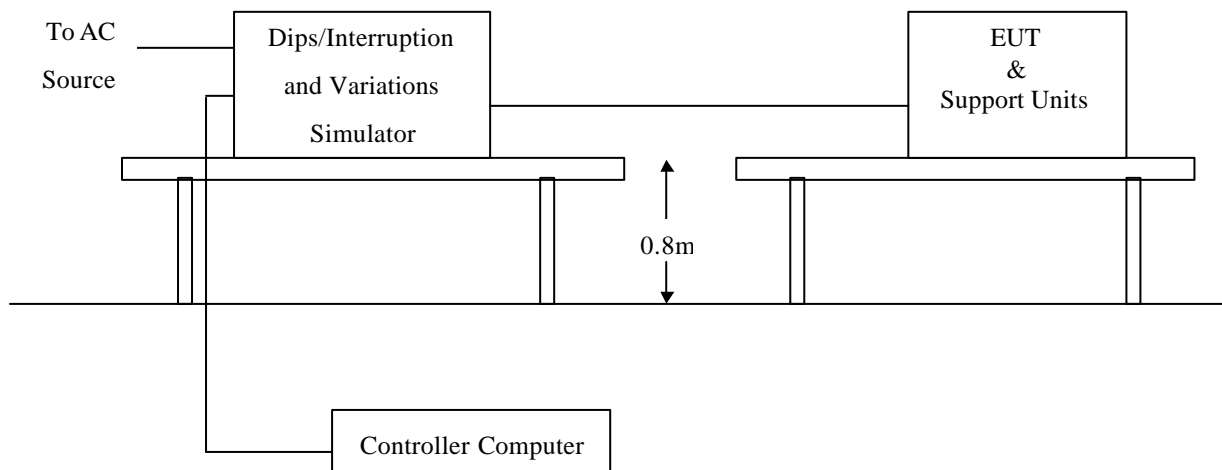 To AC
Source
Dips/Interruption
and Variations
Simulator
EUT
&
Support Units
0.8m
Controller Computer